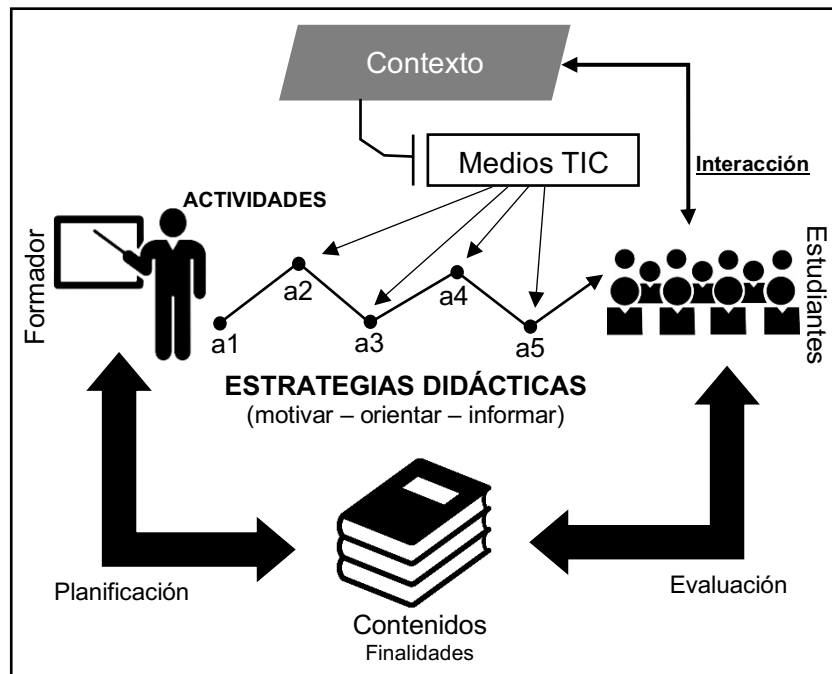 Contexto
Medios TIC
Interacción
ACTIVIDADES
Formador
Estudiantes
a1
a2
a3
a4
a5
ESTRATEGIAS DIDÁCTICAS
(motivar – orientar – informar)
Planificación
Evaluación
Contenidos
Finalidades